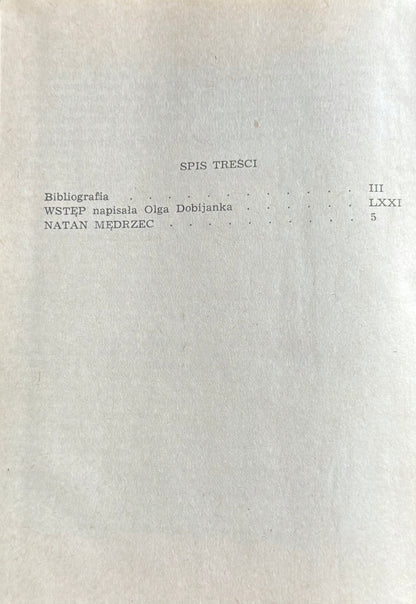 SPIS TREŚCI
Bibliografia . . . . . . . . . . . III
WSTĘP napisała Olga Dobijanka . . . . . LXXI
NATAN MĘDRZEC . . . . . . . . . 5